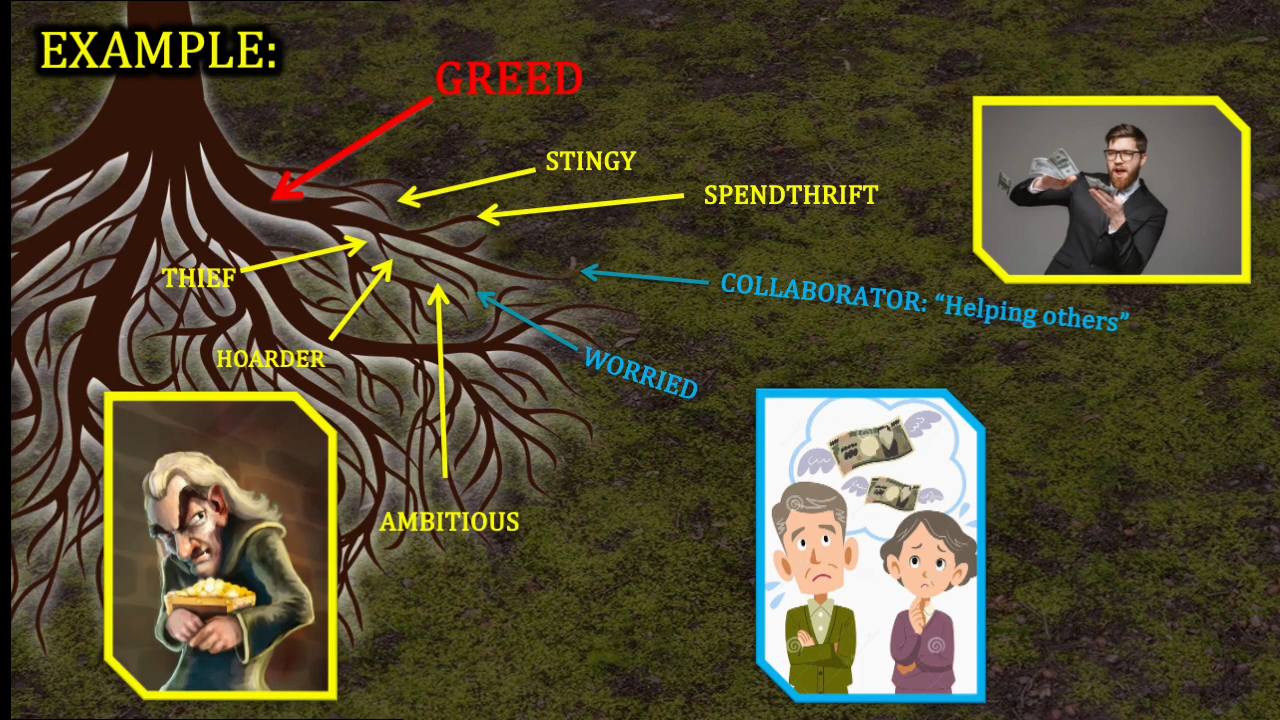 EXAMPLE:
GREED
STINGY
SPENDTHRIFT
THIEF
COLLABORATOR: “Helping others”
HOARDER
WORRIED
AMBITIOUS